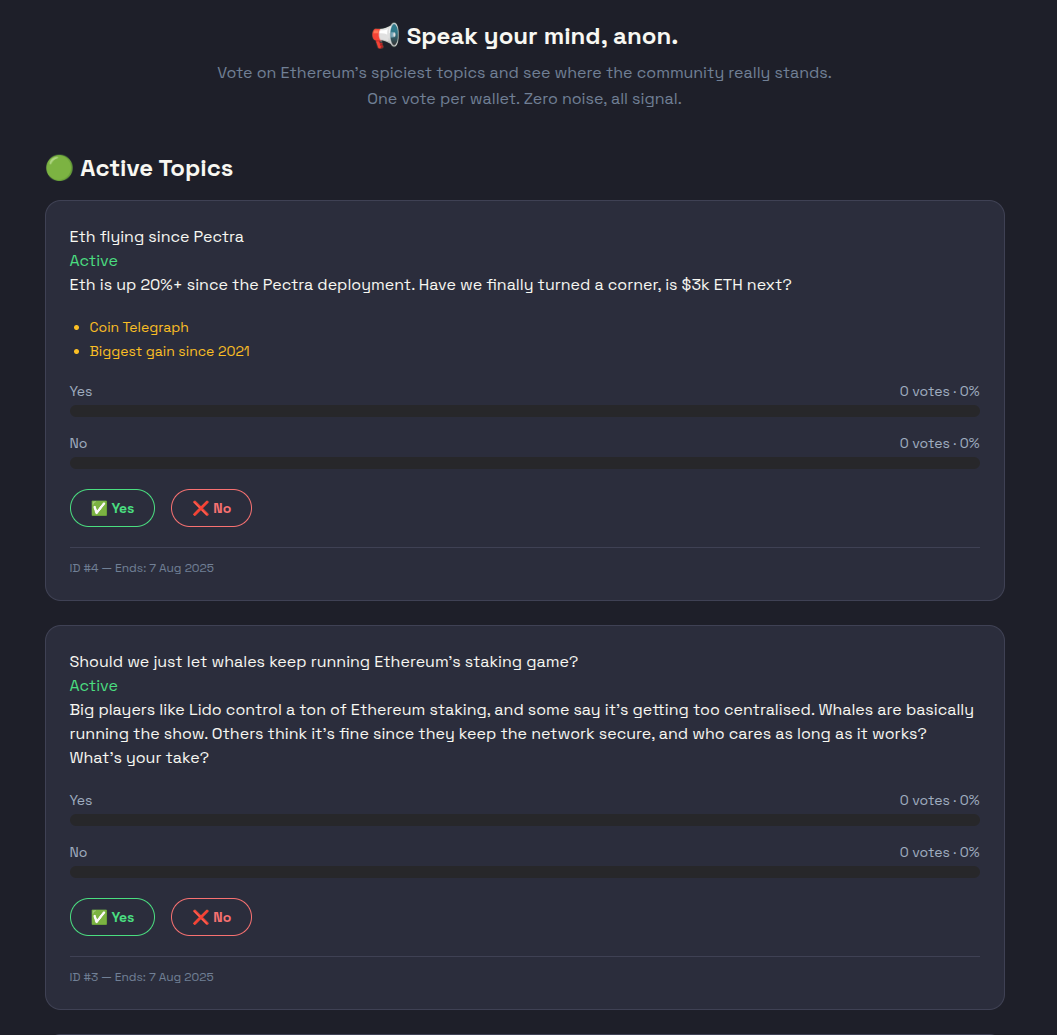 📢 Speak your mind, anon.
Vote on Ethereum's spiciest topics and see where the community really stands.
One vote per wallet. Zero noise, all signal.
🟢 Active Topics
Eth flying since Pectra
Active
Eth is up 20%+ since the Pectra deployment. Have we finally turned a corner, is $3k ETH next?
• Coin Telegraph
• Biggest gain since 2021
Yes 0 votes · 0%
No 0 votes · 0%
✅ Yes ❌ No
ID #4 — Ends: 7 Aug 2025
Should we just let whales keep running Ethereum's staking game?
Active
Big players like Lido control a ton of Ethereum staking, and some say it's getting too centralised. Whales are basically
running the show. Others think it's fine since they keep the network secure, and who cares as long as it works?
What's your take?
Yes 0 votes · 0%
No 0 votes · 0%
✅ Yes ❌ No
ID #3 — Ends: 7 Aug 2025